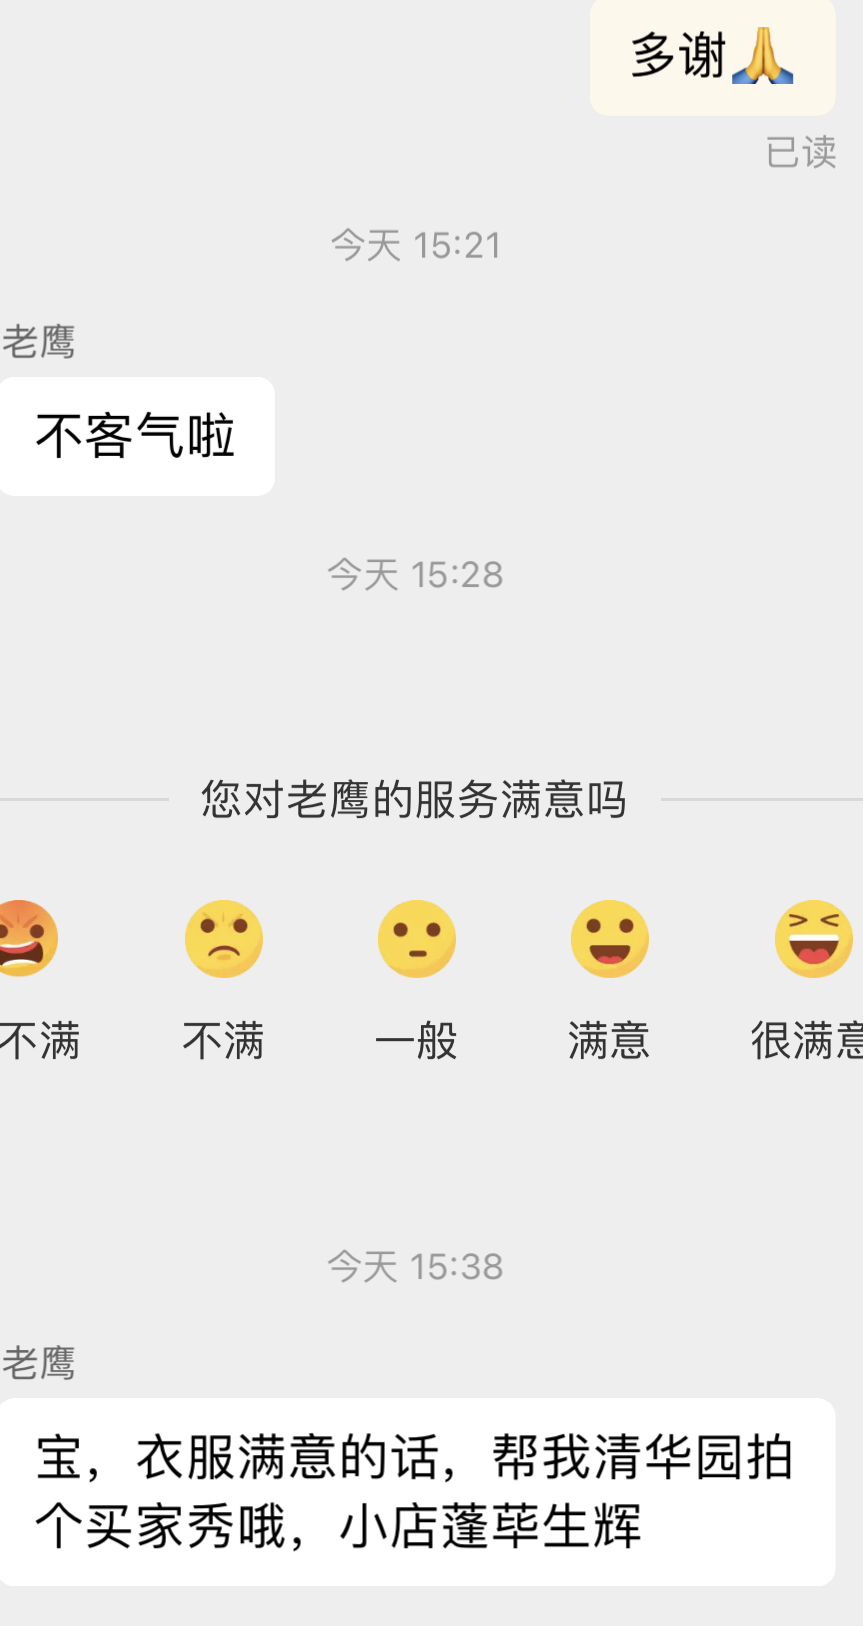 多谢🙏
已读
今天 15:21
老鹰
不客气啦
今天 15:28
您对老鹰的服务满意吗
不满 不满 一般 满意 很满意
今天 15:38
老鹰
宝，衣服满意的话，帮我清华园拍
个买家秀哦，小店蓬荜生辉